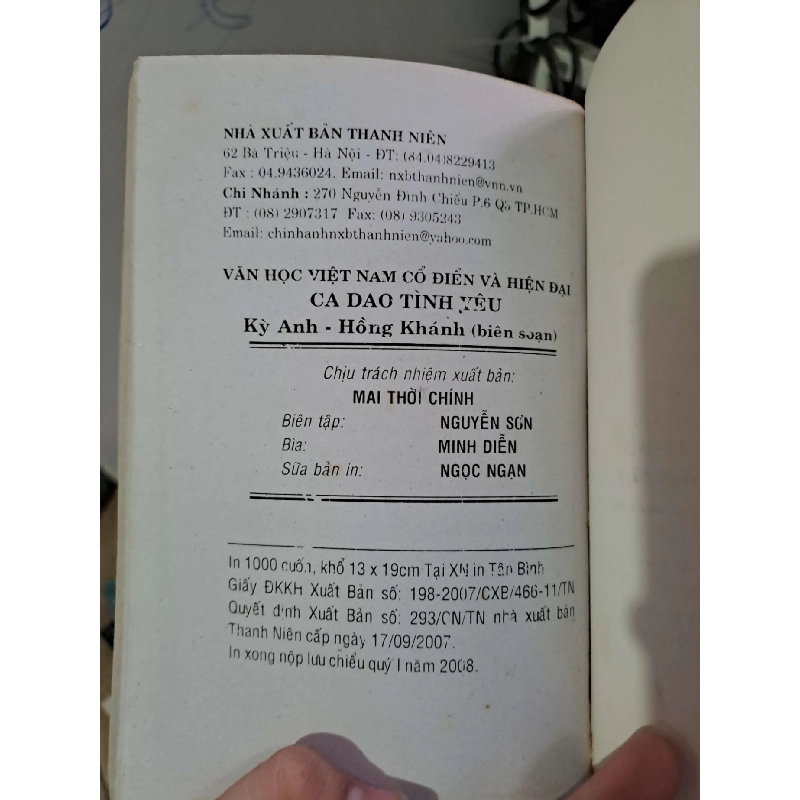 NHÀ XUẤT BẢN THANH NIÊN
62 Bà Triệu - Hà Nội - ĐT: (84.04)8229413
Fax : 04.9436024. Email: nxbthanhnien@vnn.vn
Chi Nhánh : 270 Nguyễn Đình Chiểu P.6 Q3 TP.HCM
ĐT : (08) 2907317 Fax: (08) 9305243
Email: chinhanhnxbthanhnien@yahoo.com
VĂN HỌC VIỆT NAM CỔ ĐIỂN VÀ HIỆN ĐẠI
CA DAO TÌNH YÊU
Kỳ Anh - Hồng Khánh (biên soạn)
Chịu trách nhiệm xuất bản:
MAI THỜI CHÍNH
Biên tập: NGUYỄN SƠN
Bìa: MINH DIỄN
Sữa bản in: NGỌC NGẠN
In 1000 cuốn, khổ 13 x 19cm Tại XN in Tân Bình
Giấy ĐKKH Xuất Bản số: 198-2007/CXB/466-11/TN
Quyết định Xuất Bản số: 293/CN/TN nhà xuất bản
Thanh Niên cấp ngày 17/09/2007.
In xong nộp lưu chiểu quý I năm 2008.